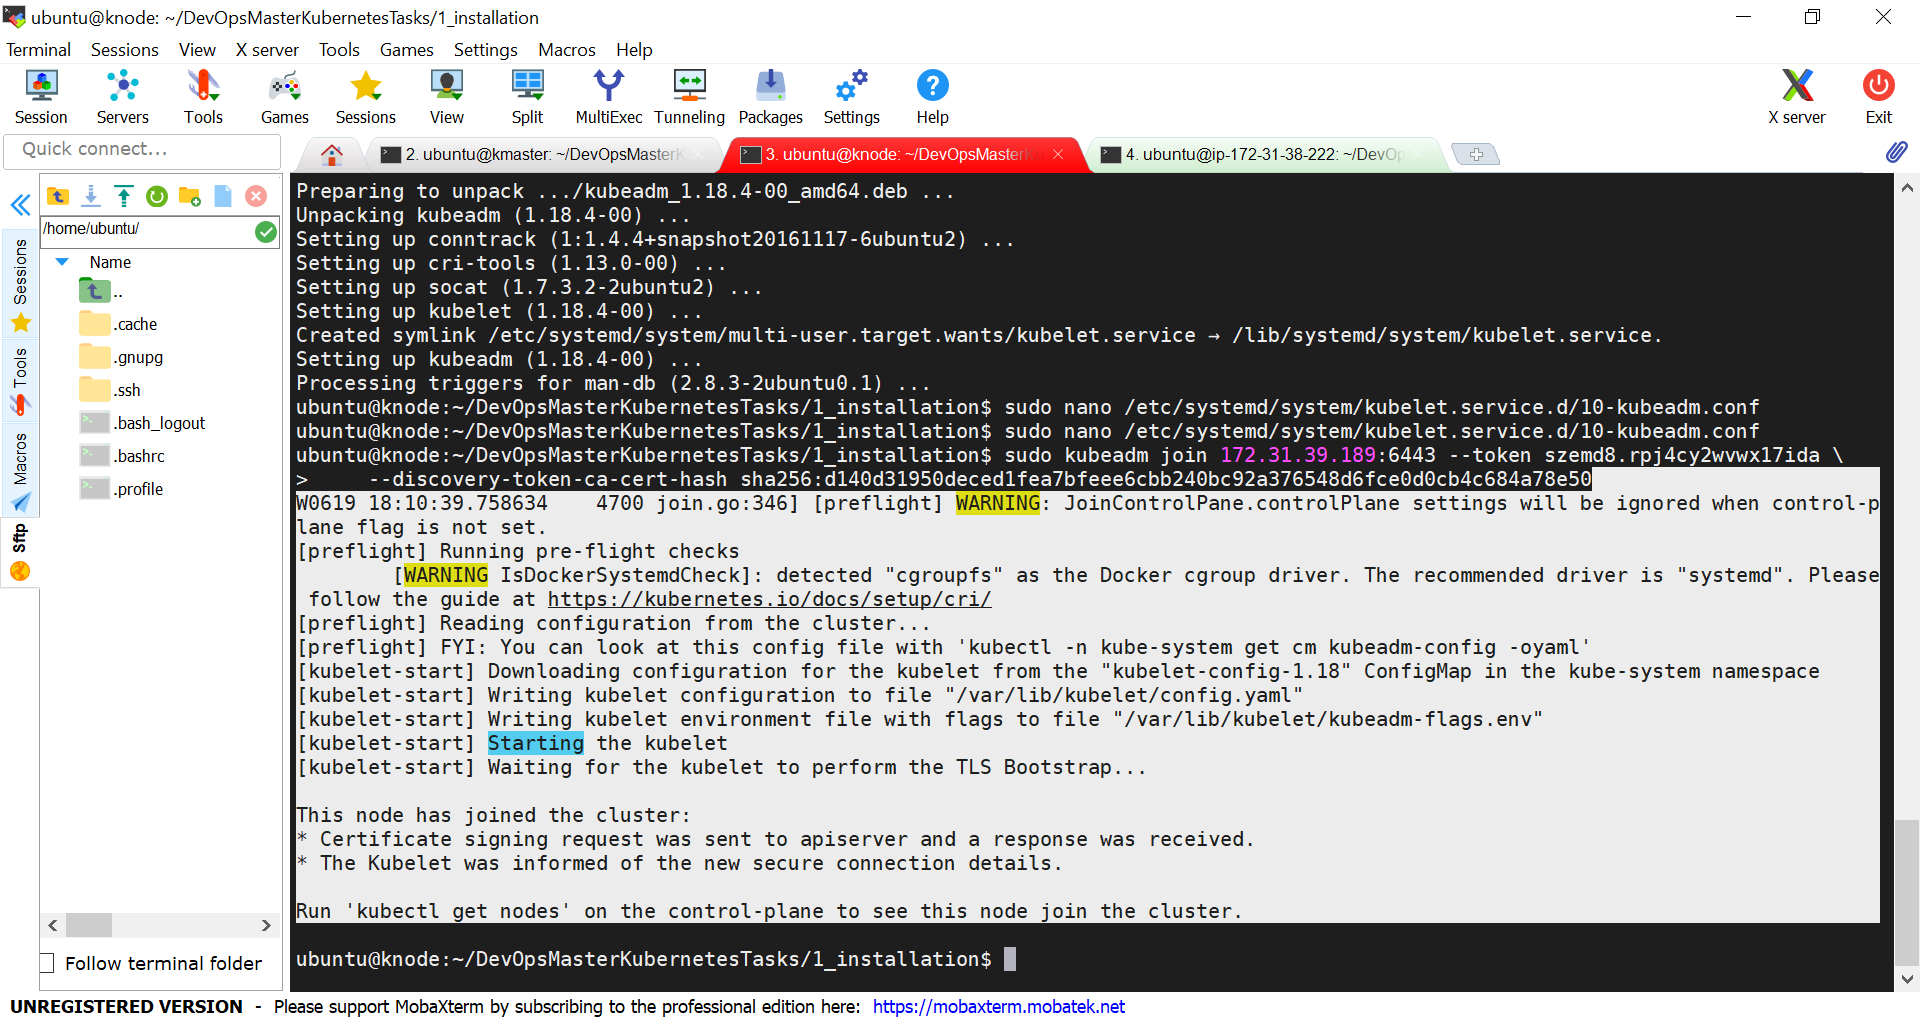 ubuntu@knode: ~/DevOpsMasterKubernetesTasks/1_installation
Terminal Sessions View X server Tools Games Settings Macros Help
Session Servers Tools Games Sessions View Split MultiExec Tunneling Packages Settings Help X server Exit
Quick connect...
2. ubuntu@kmaster: ~/DevOpsMasterK
3. ubuntu@knode: ~/DevOpsMasterK
4. ubuntu@ip-172-31-38-222: ~/DevOp
Sessions
Tools
Macros
Sftp
/home/ubuntu/
Name
..
.cache
.gnupg
.ssh
.bash_logout
.bashrc
.profile
Follow terminal folder
Preparing to unpack .../kubeadm_1.18.4-00_amd64.deb ...
Unpacking kubeadm (1.18.4-00) ...
Setting up conntrack (1:1.4.4+snapshot20161117-6ubuntu2) ...
Setting up cri-tools (1.13.0-00) ...
Setting up socat (1.7.3.2-2ubuntu2) ...
Setting up kubelet (1.18.4-00) ...
Created symlink /etc/systemd/system/multi-user.target.wants/kubelet.service → /lib/systemd/system/kubelet.service.
Setting up kubeadm (1.18.4-00) ...
Processing triggers for man-db (2.8.3-2ubuntu0.1) ...
ubuntu@knode:~/DevOpsMasterKubernetesTasks/1_installation$ sudo nano /etc/systemd/system/kubelet.service.d/10-kubeadm.conf
ubuntu@knode:~/DevOpsMasterKubernetesTasks/1_installation$ sudo nano /etc/systemd/system/kubelet.service.d/10-kubeadm.conf
ubuntu@knode:~/DevOpsMasterKubernetesTasks/1_installation$ sudo kubeadm join 172.31.39.189:6443 --token szemd8.rpj4cy2wvwx17ida \
>     --discovery-token-ca-cert-hash sha256:d140d31950deced1fea7bfeee6cbb240bc92a376548d6fce0d0cb4c684a78e50
W0619 18:10:39.758634    4700 join.go:346] [preflight] WARNING: JoinControlPane.controlPlane settings will be ignored when control-p
lane flag is not set.
[preflight] Running pre-flight checks
[WARNING IsDockerSystemdCheck]: detected "cgroupfs" as the Docker cgroup driver. The recommended driver is "systemd". Please
follow the guide at https://kubernetes.io/docs/setup/cri/
[preflight] Reading configuration from the cluster...
[preflight] FYI: You can look at this config file with 'kubectl -n kube-system get cm kubeadm-config -oyaml'
[kubelet-start] Downloading configuration for the kubelet from the "kubelet-config-1.18" ConfigMap in the kube-system namespace
[kubelet-start] Writing kubelet configuration to file "/var/lib/kubelet/config.yaml"
[kubelet-start] Writing kubelet environment file with flags to file "/var/lib/kubelet/kubeadm-flags.env"
[kubelet-start] Starting the kubelet
[kubelet-start] Waiting for the kubelet to perform the TLS Bootstrap...
This node has joined the cluster:
* Certificate signing request was sent to apiserver and a response was received.
* The Kubelet was informed of the new secure connection details.
Run 'kubectl get nodes' on the control-plane to see this node join the cluster.
ubuntu@knode:~/DevOpsMasterKubernetesTasks/1_installation$
UNREGISTERED VERSION - Please support MobaXterm by subscribing to the professional edition here: https://mobaxterm.mobatek.net